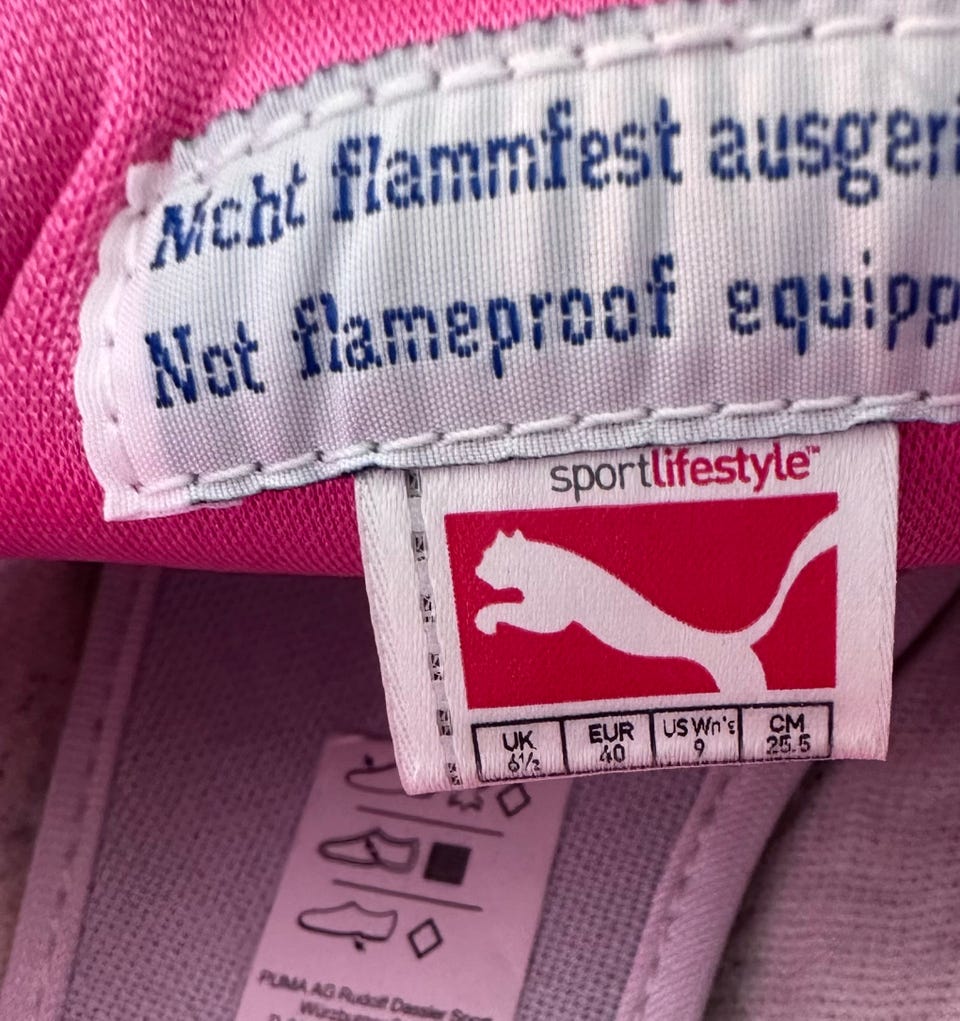 Nicht flammfest ausgeri
Not flameproof equipp
sportlifestyle™
UK EUR US Wn's CM
6½ 40 9 25.5
PUMA AG Rudolf Dassler Sport